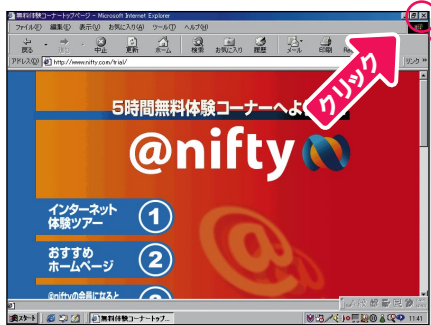 無料体験コーナートップページ - Microsoft Internet Explorer
ファイル(F) 編集(E) 表示(V) お気に入り(A) ツール(T) ヘルプ(H)
戻る 進む 中止 更新 ホーム 検索 お気に入り 履歴 メール 印刷
アドレス(D) http://www.nifty.com/trial/ リンク »
クリック
5時間無料体験コーナーへよ
@nifty
インターネット
体験ツアー
1
おすすめ
ホームページ
2
@niftyの会員になると
スタート 無料体験コーナートップ... 11:41